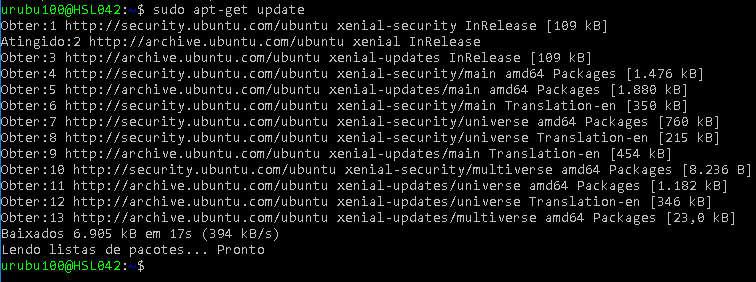 urubu100@HSL042:~$ sudo apt-get update
Obter:1 http://security.ubuntu.com/ubuntu xenial-security InRelease [109 kB]
Atingido:2 http://archive.ubuntu.com/ubuntu xenial InRelease
Obter:3 http://archive.ubuntu.com/ubuntu xenial-updates InRelease [109 kB]
Obter:4 http://security.ubuntu.com/ubuntu xenial-security/main amd64 Packages [1.476 kB]
Obter:5 http://archive.ubuntu.com/ubuntu xenial-updates/main amd64 Packages [1.880 kB]
Obter:6 http://security.ubuntu.com/ubuntu xenial-security/main Translation-en [350 kB]
Obter:7 http://security.ubuntu.com/ubuntu xenial-security/universe amd64 Packages [760 kB]
Obter:8 http://security.ubuntu.com/ubuntu xenial-security/universe Translation-en [215 kB]
Obter:9 http://archive.ubuntu.com/ubuntu xenial-updates/main Translation-en [454 kB]
Obter:10 http://security.ubuntu.com/ubuntu xenial-security/multiverse amd64 Packages [8.236 B]
Obter:11 http://archive.ubuntu.com/ubuntu xenial-updates/universe amd64 Packages [1.182 kB]
Obter:12 http://archive.ubuntu.com/ubuntu xenial-updates/universe Translation-en [346 kB]
Obter:13 http://archive.ubuntu.com/ubuntu xenial-updates/multiverse amd64 Packages [23,0 kB]
Baixados 6.905 kB em 17s (394 kB/s)
Lendo listas de pacotes... Pronto
urubu100@HSL042:~$